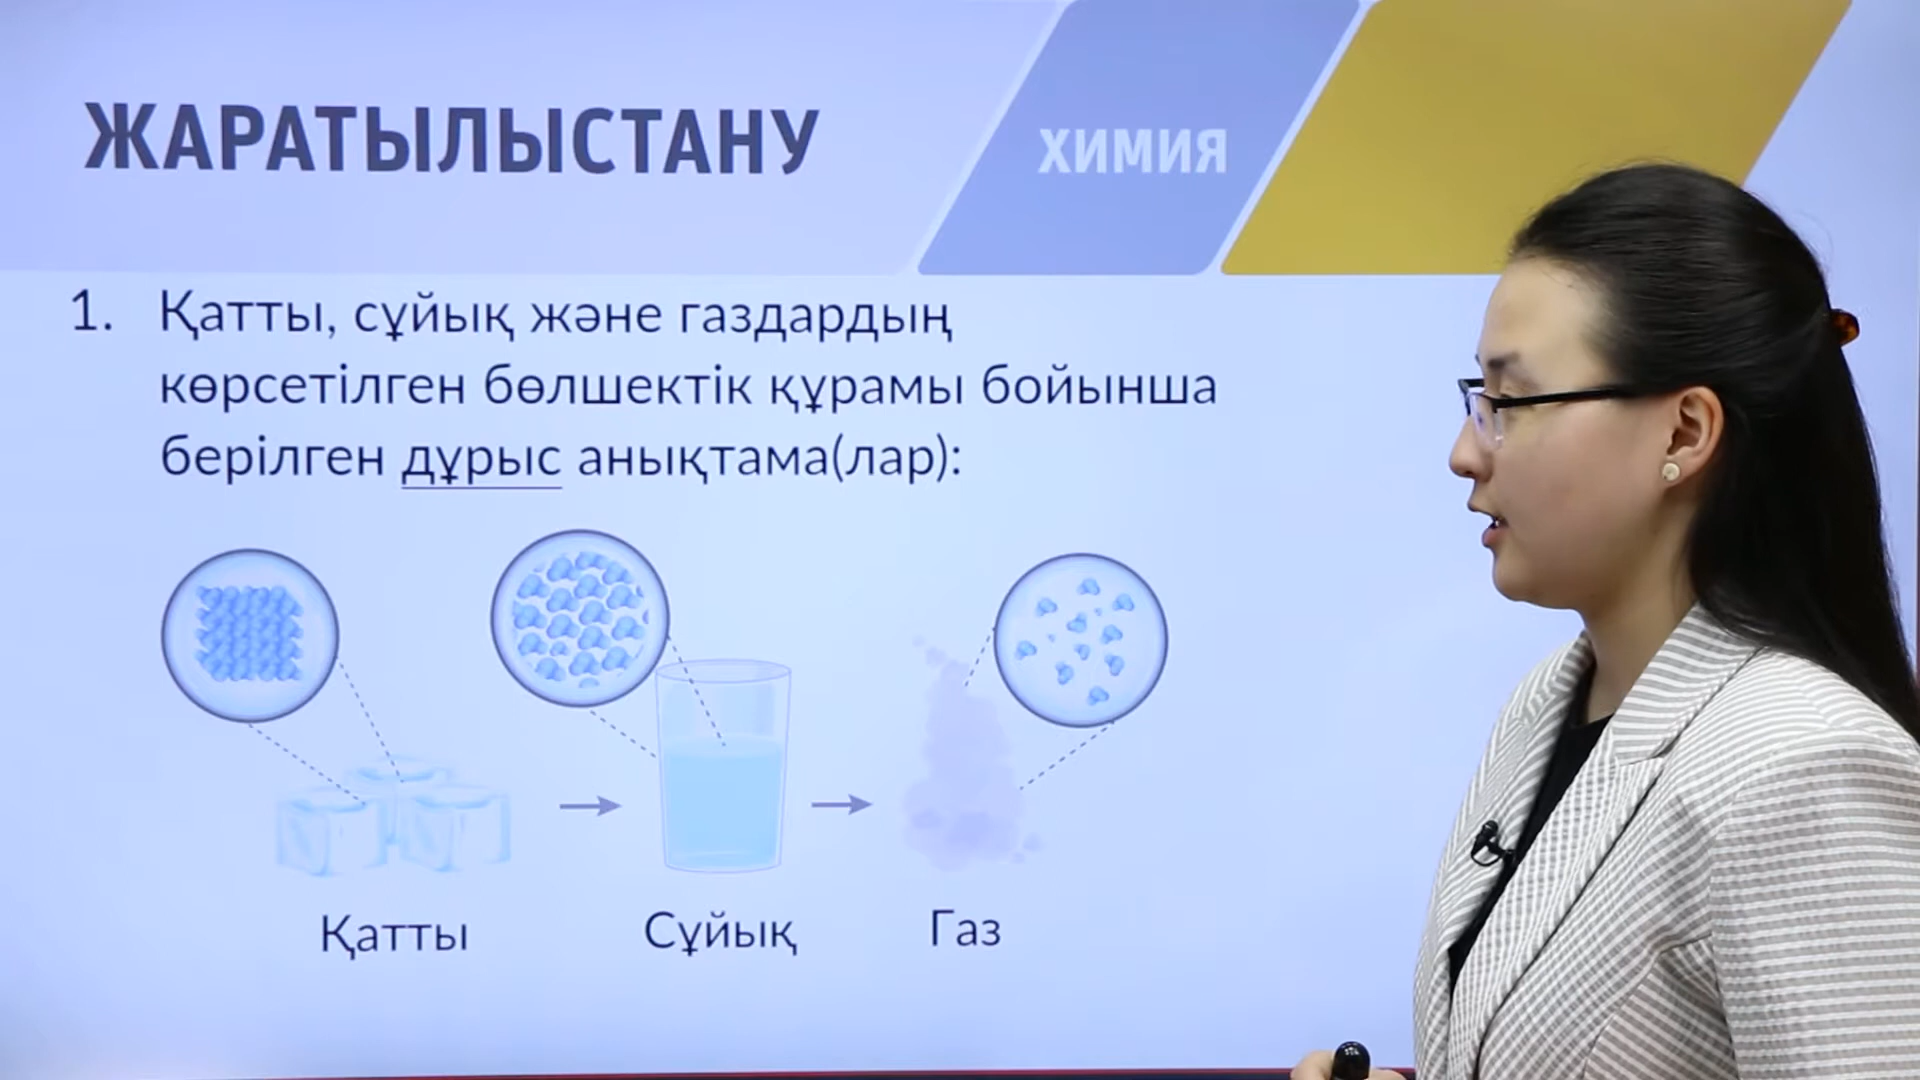 ЖАРАТЫЛЫСТАНУ
ХИМИЯ
1. Қатты, сұйық және газдардың
көрсетілген бөлшектік құрамы бойынша
берілген дұрыс анықтама(лар):
Қатты
Сұйық
Газ